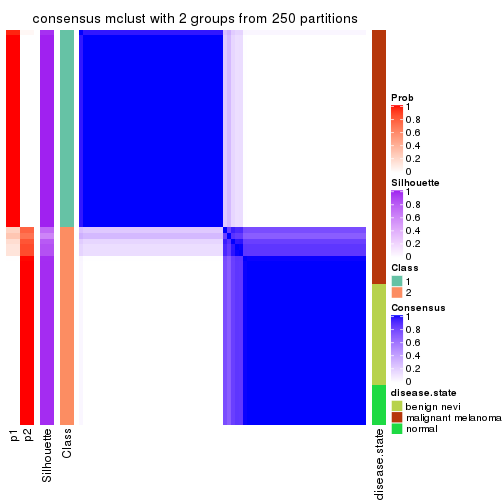 consensus mclust with 2 groups from 250 partitions
Prob
1
0.8
0.6
0.4
0.2
0
Silhouette
1
0.8
0.6
0.4
0.2
0
Class
1
2
Consensus
1
0.8
0.6
0.4
0.2
0
disease.state
benign nevi
malignant melanoma
normal
p1
p2
Silhouette
Class
disease.state